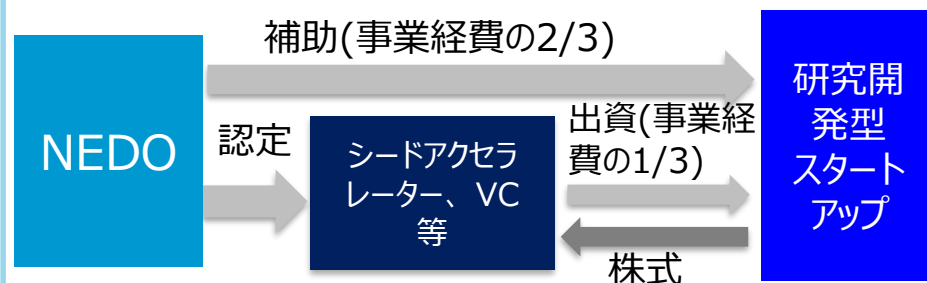 補助(事業経費の2/3)
NEDO
認定
シードアクセラ
レーター、VC
等
出資(事業経
費の1/3)
株式
研究開
発型
スタート
アップ